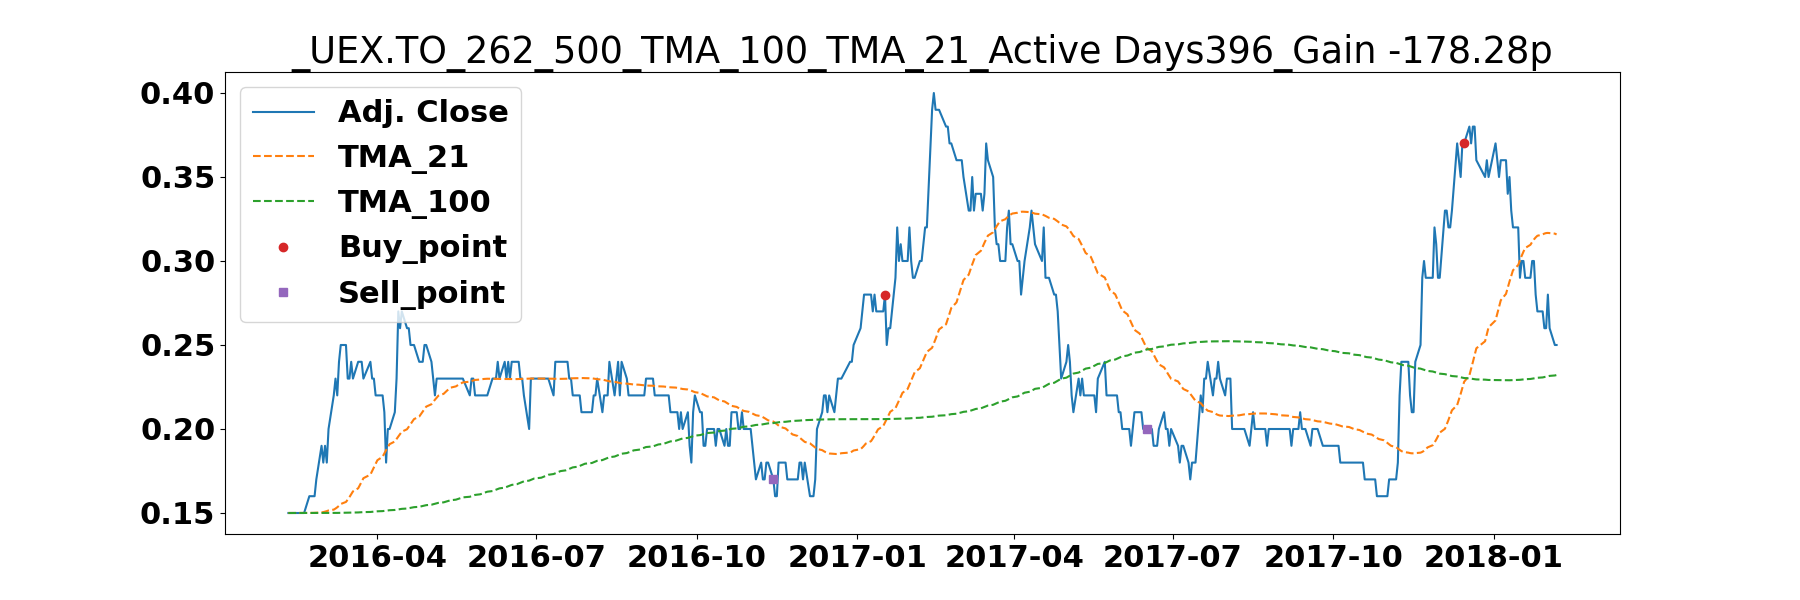 _UEX.TO_262_500_TMA_100_TMA_21_Active Days396_Gain -178.28p
0.40
0.35
0.30
0.25
0.20
0.15
Adj. Close
TMA_21
TMA_100
Buy_point
Sell_point
2016-04 2016-07 2016-10 2017-01 2017-04 2017-07 2017-10 2018-01